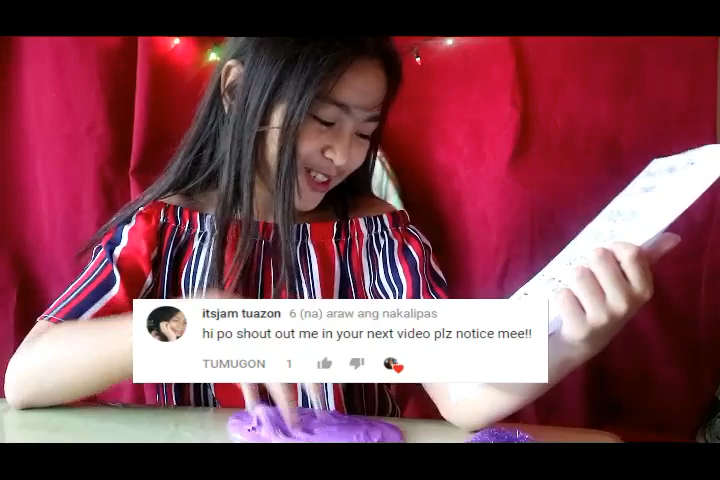 itsjam tuazon 6 (na) araw ang nakalipas
hi po shout out me in your next video plz notice mee!!
TUMUGON 1